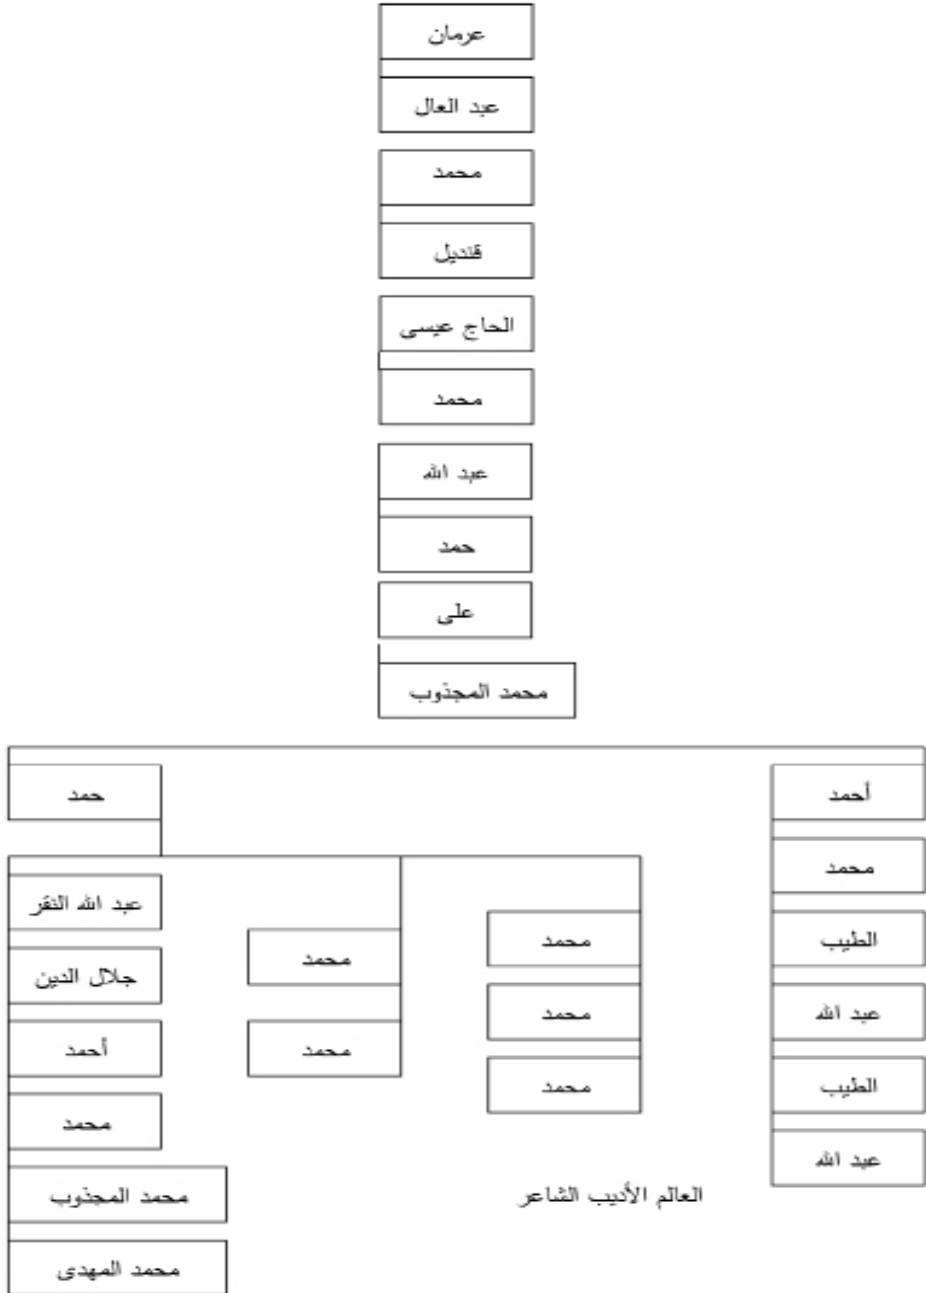 عرمان
عبد العال
محمد
قنديل
الحاج عيسى
محمد
عبد الله
حمد
على
محمد المجذوب
أحمد
محمد
الطيب
عبد الله
الطيب
عبد الله
محمد
محمد
محمد
العالم الأديب الشاعر
محمد
محمد
حمد
عبد الله النقر
جلال الدين
أحمد
محمد
محمد المجذوب
محمد المهدى